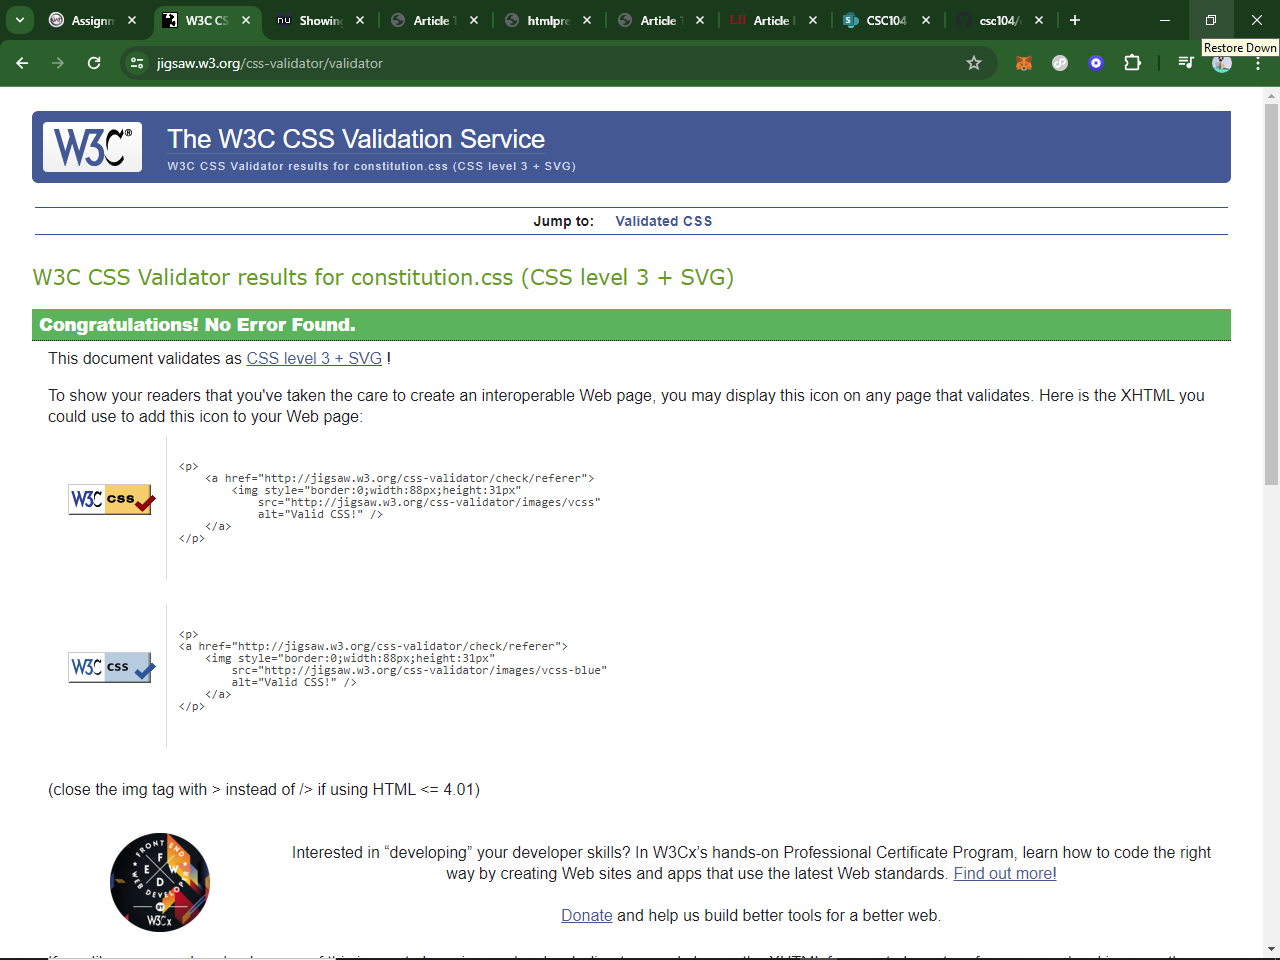 Assignm
W3C CS
Showing
Article T
htmlpre
Article T
LII Article I
CSC104
csc104/c
Restore Down
jigsaw.w3.org/css-validator/validator
W3C®
The W3C CSS Validation Service
W3C CSS Validator results for constitution.css (CSS level 3 + SVG)
Jump to: Validated CSS
W3C CSS Validator results for constitution.css (CSS level 3 + SVG)
Congratulations! No Error Found.
This document validates as CSS level 3 + SVG !
To show your readers that you've taken the care to create an interoperable Web page, you may display this icon on any page that validates. Here is the XHTML you
could use to add this icon to your Web page:
W3C css
<p>
<a href="http://jigsaw.w3.org/css-validator/check/referer">
<img style="border:0;width:88px;height:31px"
src="http://jigsaw.w3.org/css-validator/images/vcss"
alt="Valid CSS!" />
</a>
</p>
W3C css
<p>
<a href="http://jigsaw.w3.org/css-validator/check/referer">
<img style="border:0;width:88px;height:31px"
src="http://jigsaw.w3.org/css-validator/images/vcss-blue"
alt="Valid CSS!" />
</a>
</p>
(close the img tag with > instead of /> if using HTML <= 4.01)
FRONT END
WEB DEVELOPER
F
E W
E D
BY
W3Cx
Interested in “developing” your developer skills? In W3Cx’s hands-on Professional Certificate Program, learn how to code the right
way by creating Web sites and apps that use the latest Web standards. Find out more!
Donate and help us build better tools for a better web.